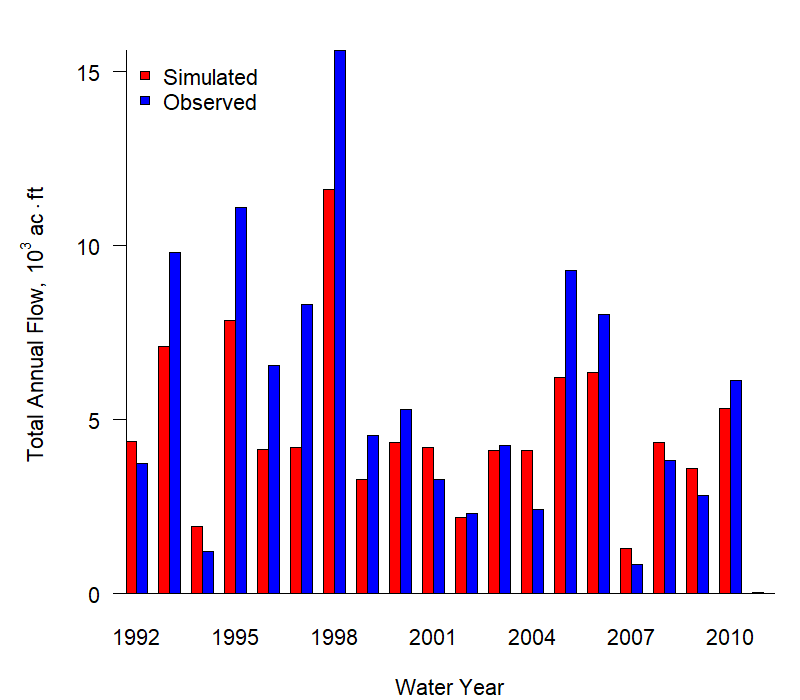 Simulated
Observed
15
10
5
0
Total Annual Flow, 10³ ac·ft
1992 1995 1998 2001 2004 2007 2010
Water Year